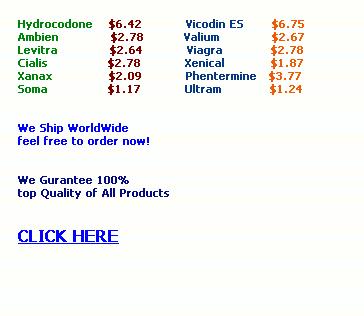 Hydrocodone $6.42 Vicodin ES $6.75
Ambien $2.78 Valium $2.67
Levitra $2.64 Viagra $2.78
Cialis $2.78 Xenical $1.87
Xanax $2.09 Phentermine $3.77
Soma $1.17 Ultram $1.24
We Ship WorldWide
feel free to order now!
We Gurantee 100%
top Quality of All Products
CLICK HERE